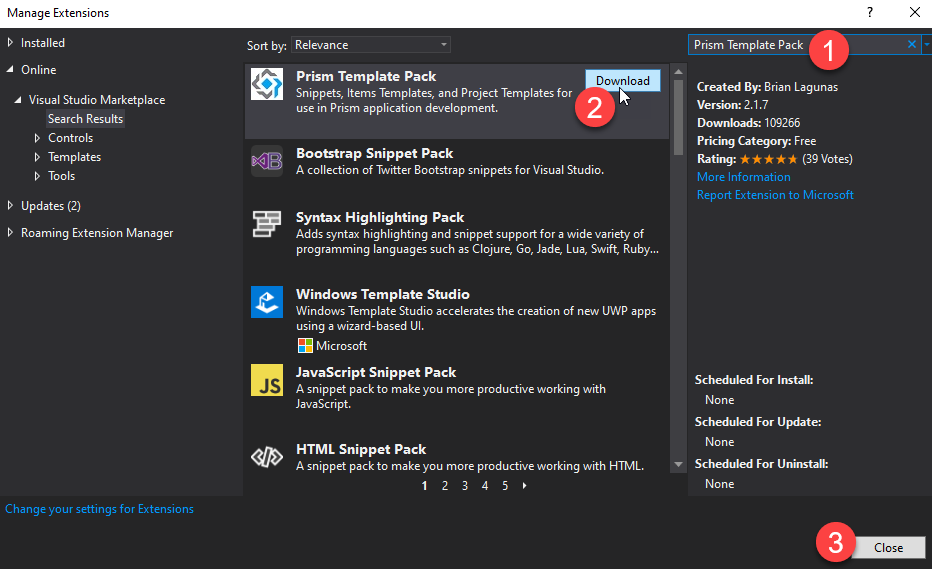 Manage Extensions
?
Installed
Online
Visual Studio Marketplace
Search Results
Controls
Templates
Tools
Updates (2)
Roaming Extension Manager
Sort by: Relevance
Prism Template Pack
Snippets, Items Templates, and Project Templates for
use in Prism application development.
Download
2
Bootstrap Snippet Pack
A collection of Twitter Bootstrap snippets for Visual Studio.
Syntax Highlighting Pack
Adds syntax highlighting and snippet support for a wide variety of
programming languages such as Clojure, Go, Jade, Lua, Swift, Ruby...
Windows Template Studio
Windows Template Studio accelerates the creation of new UWP apps
using a wizard-based UI.
Microsoft
JS
JavaScript Snippet Pack
A snippet pack to make you more productive working with
JavaScript.
HTML Snippet Pack
A snippet pack to make you more productive working with HTML.
1 2 3 4 5
Prism Template Pack
1
Created By: Brian Lagunas
Version: 2.1.7
Downloads: 109266
Pricing Category: Free
Rating: (39 Votes)
More Information
Report Extension to Microsoft
Scheduled For Install:
None
Scheduled For Update:
None
Scheduled For Uninstall:
None
Change your settings for Extensions
3
Close